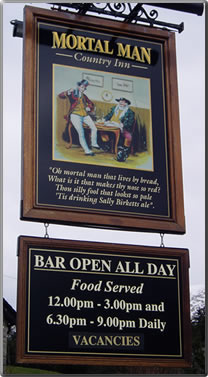 MORTAL MAN
Country Inn
"Oh mortal man that lives by bread,
What is it that makes thy nose so red?
Thou silly fool that lookst so pale
'Tis drinking Sally Birketts ale".
BAR OPEN ALL DAY
Food Served
12.00pm - 3.00pm and
6.30pm - 9.00pm Daily
VACANCIES